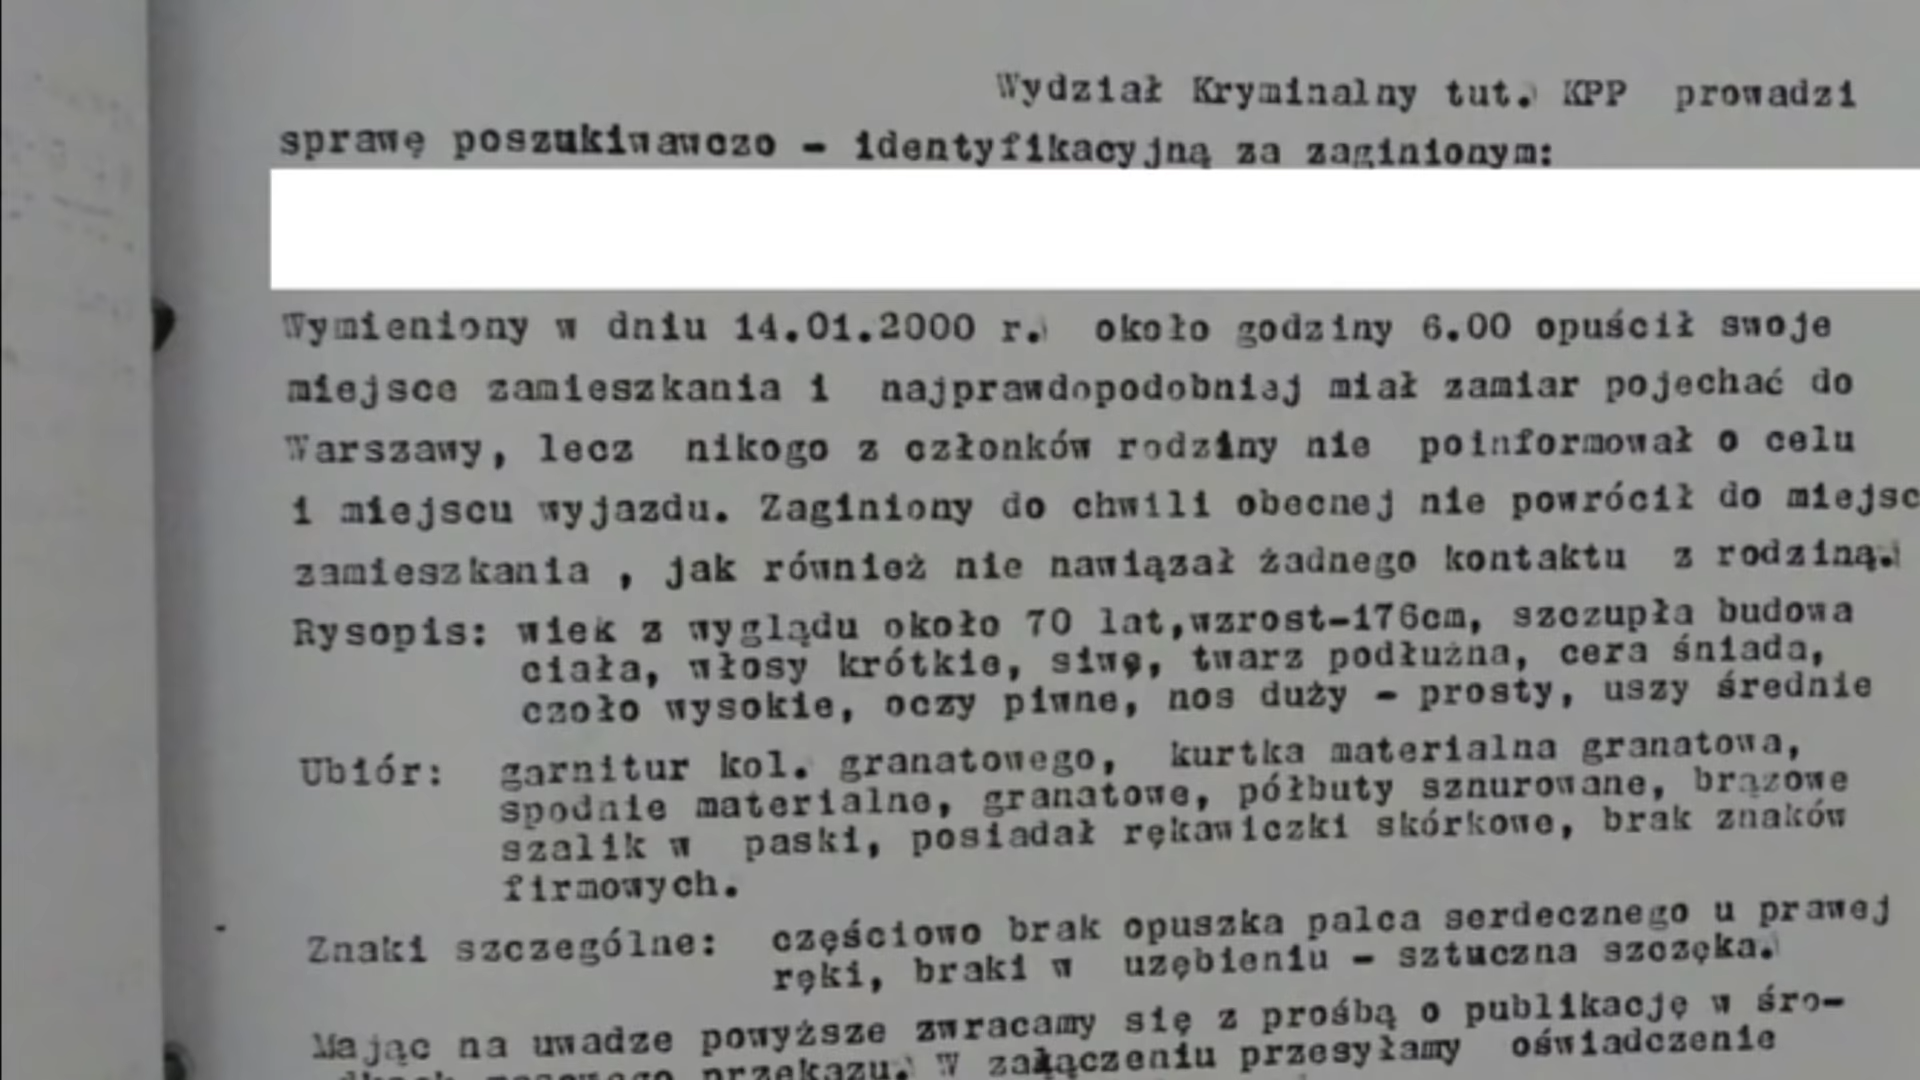 Wydział Kryminalny tut. KPP prowadzi
sprawę poszukiwawczo - identyfikacyjną za zaginionym:
Wymieniony w dniu 14.01.2000 r. około godziny 6.00 opuścił swoje
miejsce zamieszkania i najprawdopodobniej miał zamiar pojechać do
Warszawy, lecz nikogo z członków rodziny nie poinformował o celu
i miejscu wyjazdu. Zaginiony do chwili obecnej nie powrócił do miejsc
zamieszkania , jak również nie nawiązał żadnego kontaktu z rodziną.
Rysopis: wiek z wyglądu około 70 lat,wzrost-176cm, szczupła budowa
ciała, włosy krótkie, siwe, twarz podłużna, cera śniada,
czoło wysokie, oczy piwne, nos duży - prosty, uszy średnie
Ubiór: garnitur kol. granatowego, kurtka materialna granatowa,
spodnie materialne, granatowe, półbuty sznurowane, brązowe
szalik w paski, posiadał rękawiczki skórkowe, brak znaków
firmowych.
Znaki szczególne: częściowo brak opuszka palca serdecznego u prawej
ręki, braki w uzębieniu - sztuczna szczęka.
Mając na uwadze powyższe zwracamy się z prośbą o publikację w śro-
dkach masowego przekazu. W załączeniu przesyłamy oświadczenie